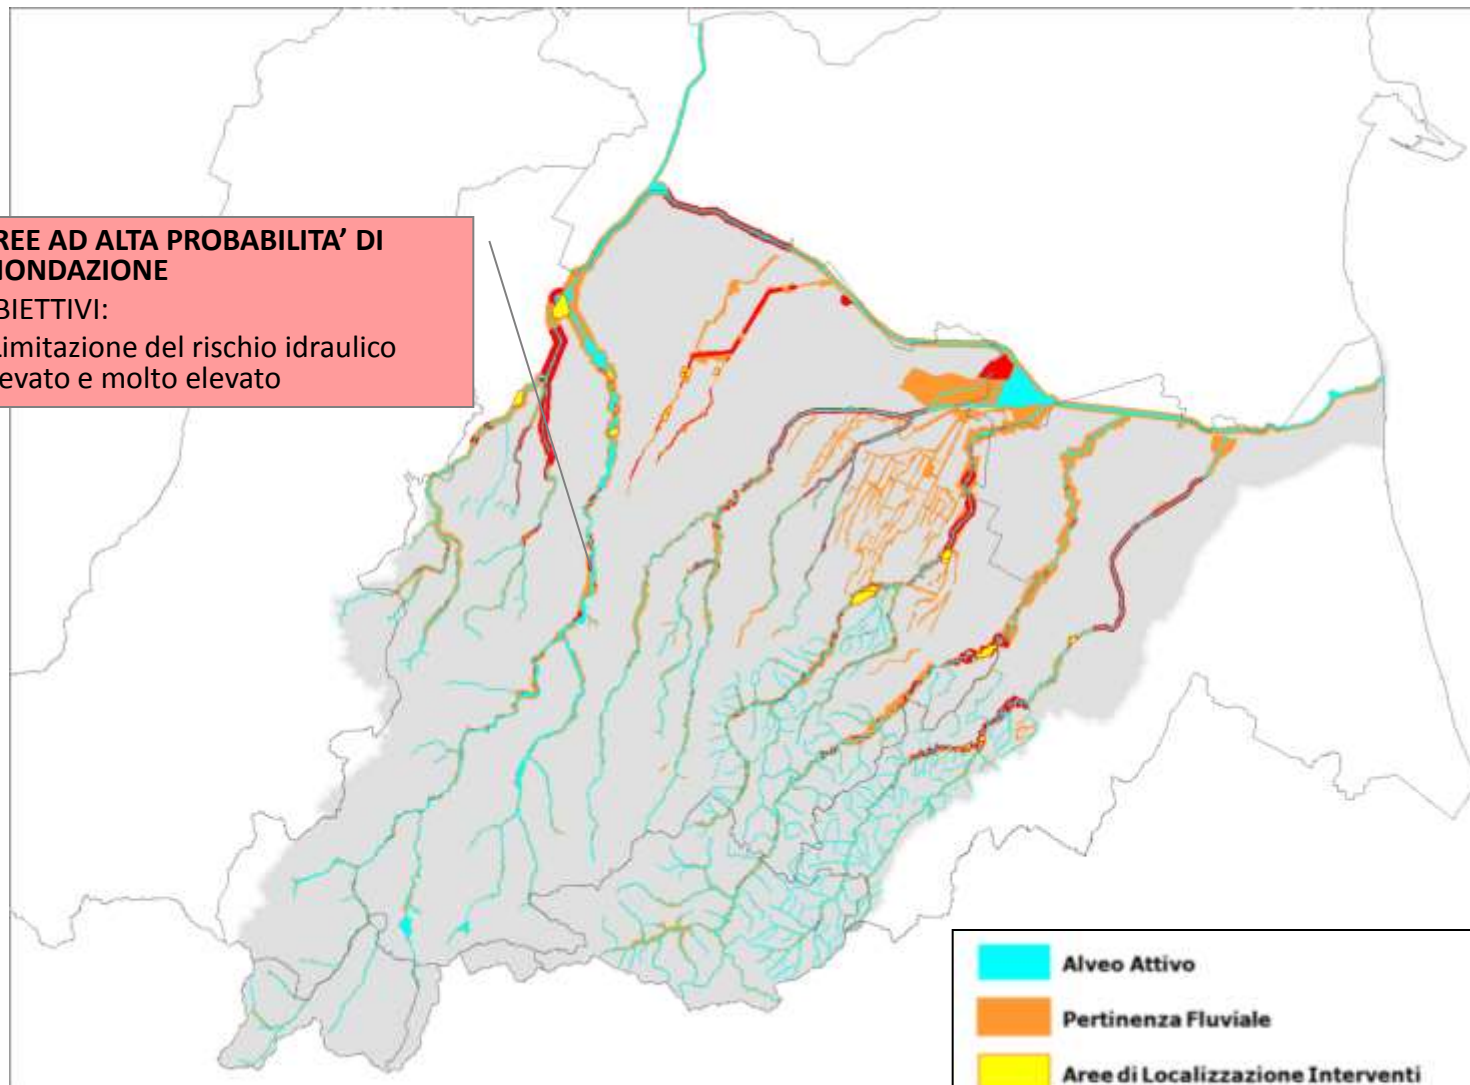 REE AD ALTA PROBABILITA’ DI
ONDAZIONE
BIETTIVI:
Limitazione del rischio idraulico
evato e molto elevato
Alveo Attivo
Pertinenza Fluviale
Aree di Localizzazione Interventi